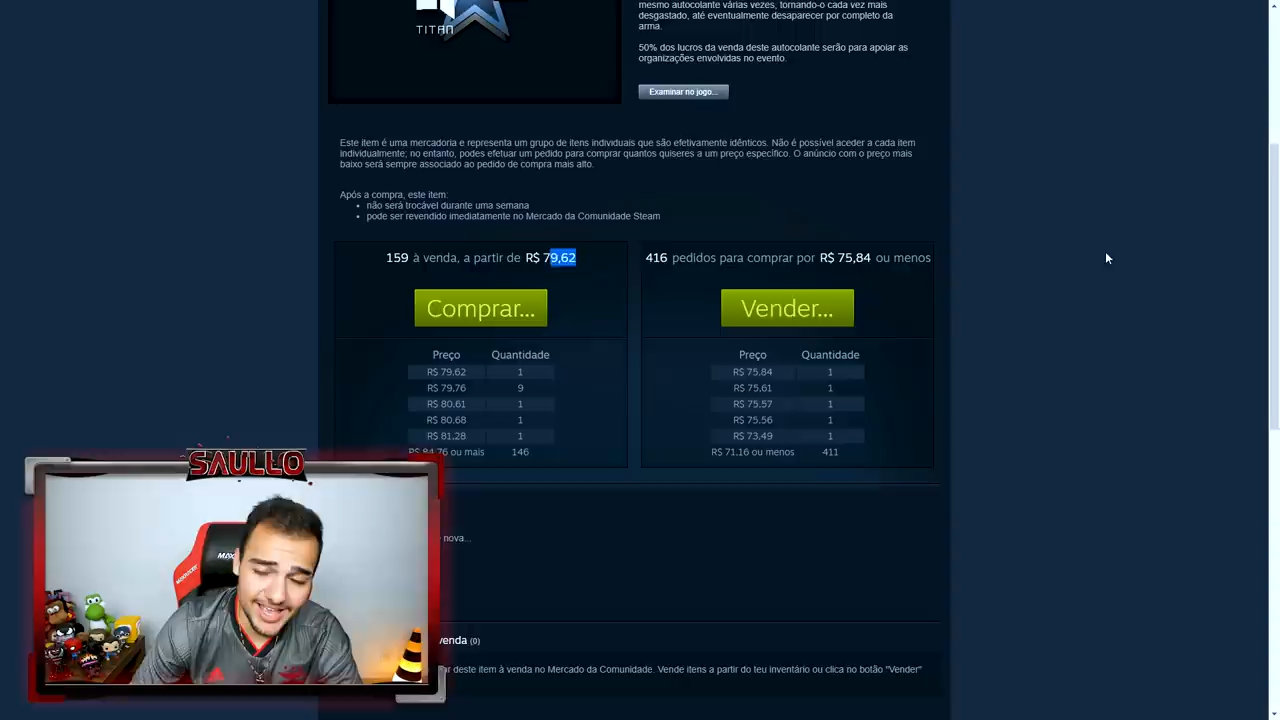 TITAN
mesmo autocolante várias vezes, tornando-o cada vez mais
desgastado, até eventualmente desaparecer por completo da
arma.
50% dos lucros da venda deste autocolante serão para apoiar as
organizações envolvidas no evento.
Examinar no jogo...
Este item é uma mercadoria e representa um grupo de itens individuais que são efetivamente idênticos. Não é possível aceder a cada item
individualmente; no entanto, podes efetuar um pedido para comprar quantos quiseres a um preço específico. O anúncio com o preço mais
baixo será sempre associado ao pedido de compra mais alto.
Após a compra, este item:
• não será trocável durante uma semana
• pode ser revendido imediatamente no Mercado da Comunidade Steam
159 à venda, a partir de R$ 79,62
Comprar...
Preço Quantidade
R$ 79,62 1
R$ 79,76 9
R$ 80,61 1
R$ 80,68 1
R$ 81,28 1
R$ 84,76 ou mais 146
416 pedidos para comprar por R$ 75,84 ou menos
Vender...
Preço Quantidade
R$ 75,84 1
R$ 75,61 1
R$ 75,57 1
R$ 75,56 1
R$ 73,49 1
R$ 71,16 ou menos 411
SAULLO
nova...
venda (0)
deste item à venda no Mercado da Comunidade. Vende itens a partir do teu inventário ou clica no botão "Vender"